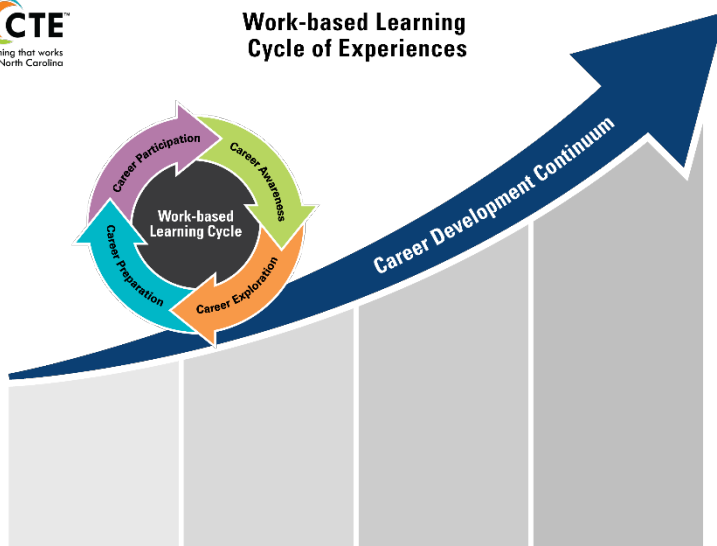 CTE™
ning that works
North Carolina
Work-based Learning
Cycle of Experiences
Career Participation
Career Awareness
Work-based
Learning Cycle
Career Preparation
Career Exploration
Career Development Continuum